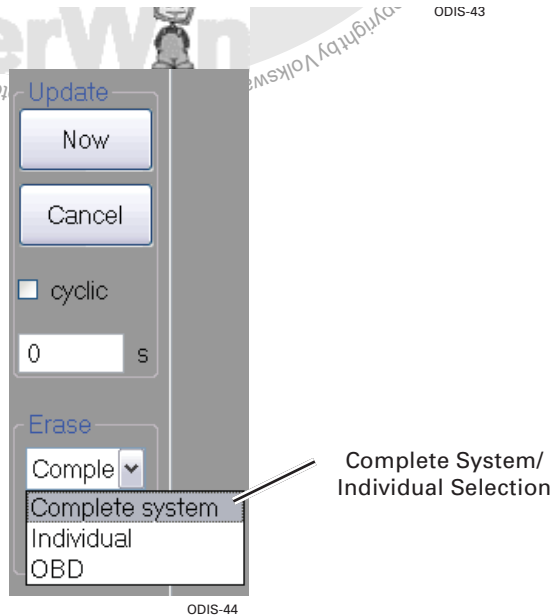 ODIS-43
Update
Now
Cancel
cyclic
0 s
Erase
Comple
Complete system
Individual
OBD
Complete System/
Individual Selection
ODIS-44